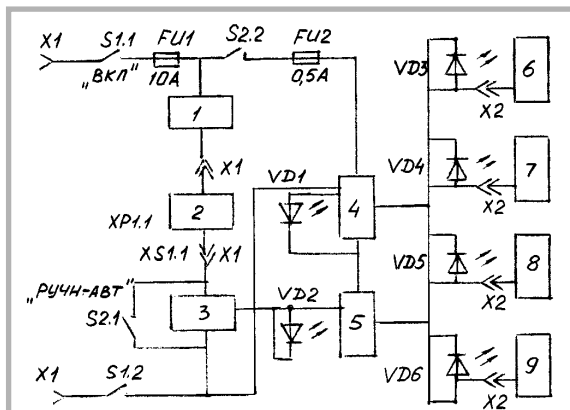 X1 S1.1 FU1 S2.2 FU2
„ВКЛ" 10А 0,5А
VD3 6
X2
1
X1
VD1
VD4 7
X2
2 4
XP1.1
XS1.1 X1
VD5 8
X2
„РУЧН-АВТ"
S2.1
3
VD2
5
VD6 9
X2
X1 S1.2